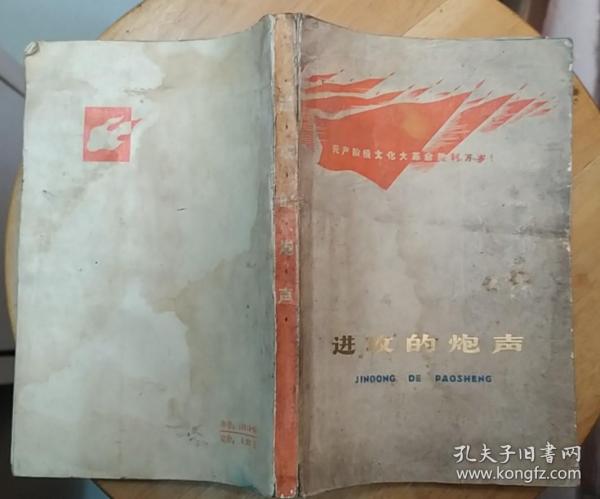 无产阶级文化大革命胜利万岁!
进攻的炮声
JINGONG DE PAOSHENG
炮声
孔夫子旧书网
www.kongfz.com